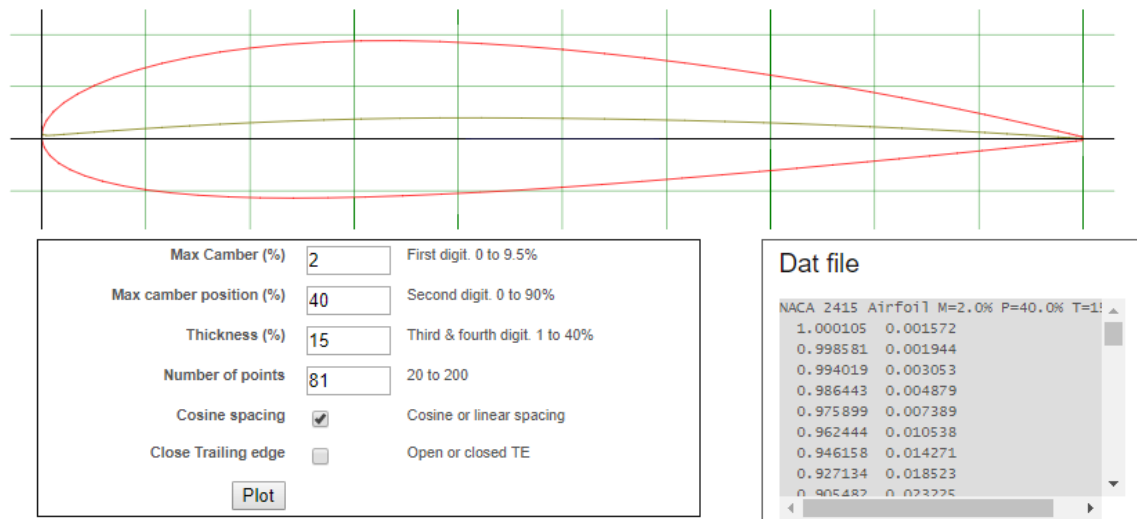 Max Camber (%) 2 First digit. 0 to 9.5%
Max camber position (%) 40 Second digit. 0 to 90%
Thickness (%) 15 Third & fourth digit. 1 to 40%
Number of points 81 20 to 200
Cosine spacing Cosine or linear spacing
Close Trailing edge Open or closed TE
Plot
Dat file
NACA 2415 Airfoil M=2.0% P=40.0%
1.000105 0.001572
0.998581 0.001944
0.994019 0.003053
0.986443 0.004879
0.975899 0.007389
0.962444 0.010538
0.946158 0.014271
0.927134 0.018523
0.905482 0.023225